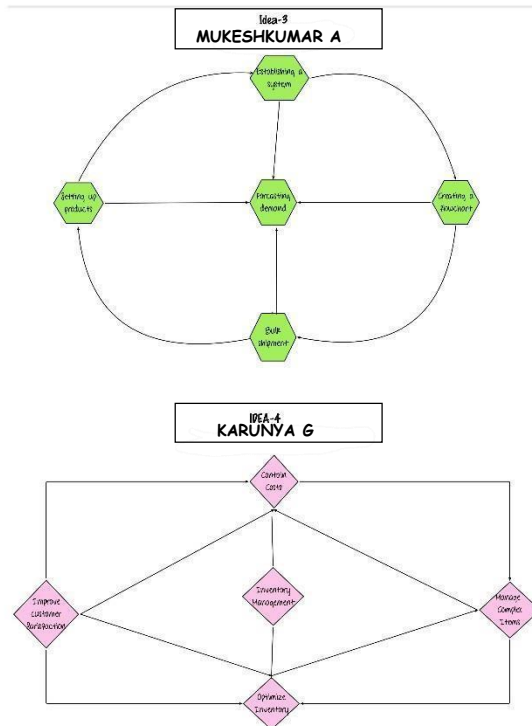 Idea-3
MUKESHKUMAR A
Establishing a
system
Setting up
products
Forcasting
demand
Creating a
flowchart
Bulk
shipment
IDEA-4
KARUNYA G
Contain
Costs
Improve
Customer
Inventory
Management
Manage
Complex
Items
Optimize
Inventory